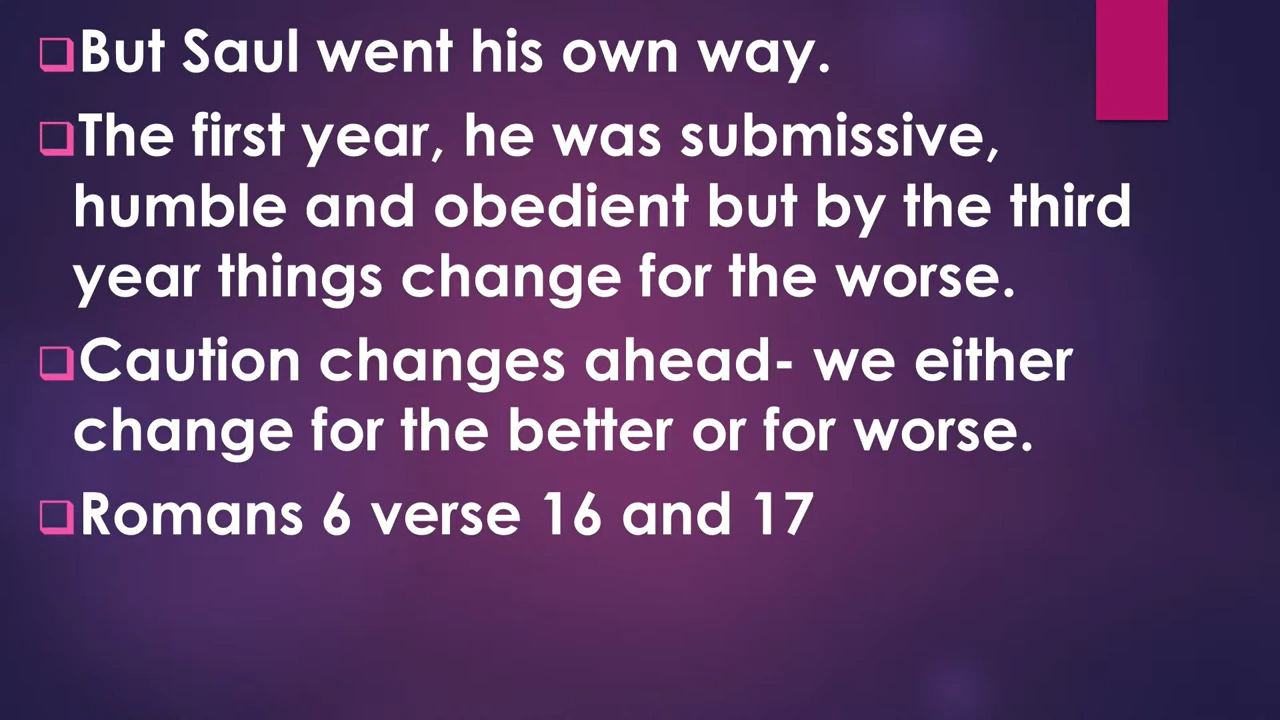 ❑But Saul went his own way.
❑The first year, he was submissive,
humble and obedient but by the third
year things change for the worse.
❑Caution changes ahead- we either
change for the better or for worse.
❑Romans 6 verse 16 and 17